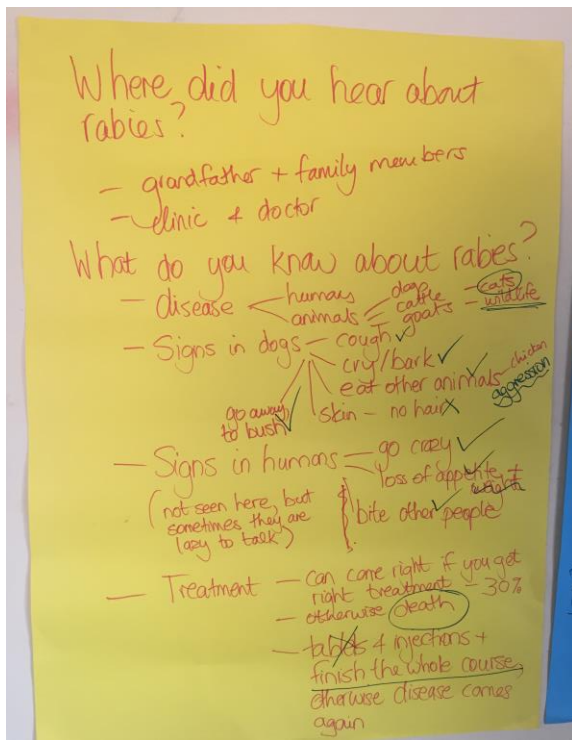 Where did you hear about
rabies?
- grandfather + family members
- clinic + doctor
What do you know about rabies?
- disease - humans
animals - dogs - cats
cattle - wildlife
goats
- Signs in dogs - cough ✓
cry/bark ✓
eat other animals ✓ - chicken
aggression
skin - no hair x
go away
to bush ✓
- Signs in humans - go crazy ✓
loss of appetite +
weight
bite other people ✓
(not seen here, but
sometimes they are
lazy to talk)
- Treatment - can come right if you get
right treatment - 30%
- otherwise death
- injections +
finish the whole course,
otherwise disease comes
again